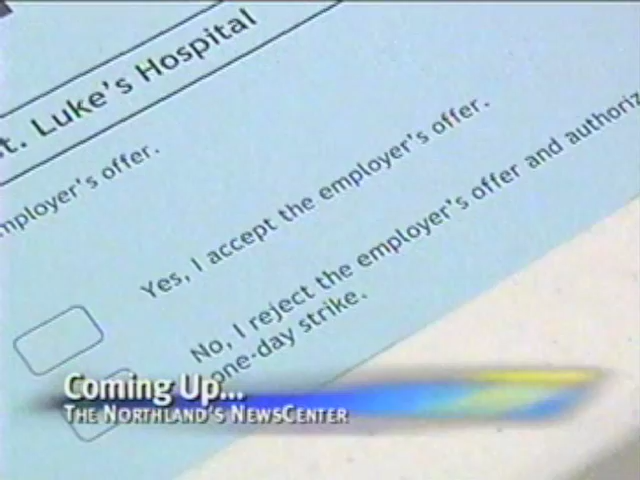 t. Luke's Hospital
mployer's offer.
Yes, I accept the employer's offer.
No, I reject the employer's offer and authoriz
one-day strike.
Coming Up...
THE NORTHLAND'S NEWSCENTER